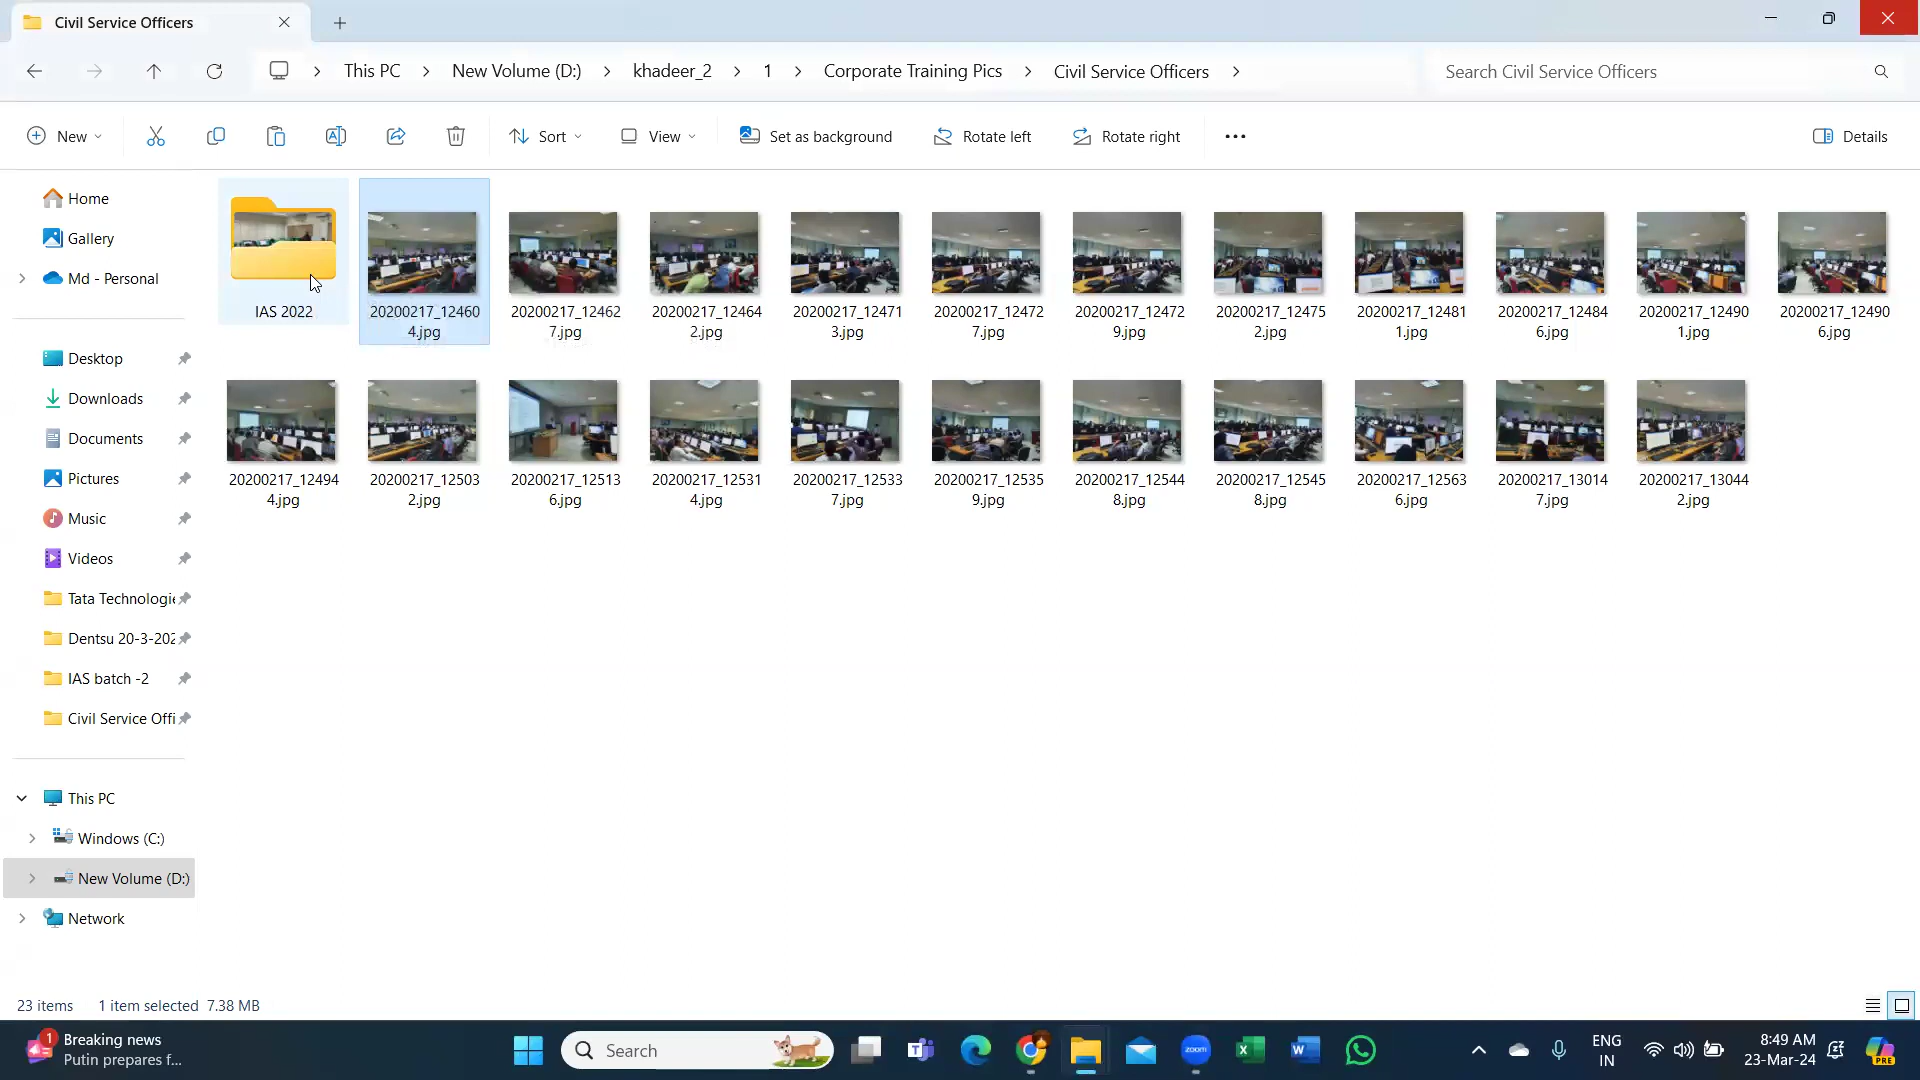 Civil Service Officers
This PC
New Volume (D:)
khadeer_2
1
Corporate Training Pics
Civil Service Officers
Search Civil Service Officers
New
Sort
View
Set as background
Rotate left
Rotate right
Details
Home
Gallery
Md - Personal
Desktop
Downloads
Documents
Pictures
Music
Videos
Tata Technologie
Dentsu 20-3-202
IAS batch -2
Civil Service Offi
This PC
Windows (C:)
New Volume (D:)
Network
IAS 2022
20200217_12460
4.jpg
20200217_12462
7.jpg
20200217_12464
2.jpg
20200217_12471
3.jpg
20200217_12472
7.jpg
20200217_12472
9.jpg
20200217_12475
2.jpg
20200217_12481
1.jpg
20200217_12484
6.jpg
20200217_12490
1.jpg
20200217_12490
6.jpg
20200217_12494
4.jpg
20200217_12503
2.jpg
20200217_12513
6.jpg
20200217_12531
4.jpg
20200217_12533
7.jpg
20200217_12535
9.jpg
20200217_12544
8.jpg
20200217_12545
8.jpg
20200217_12563
6.jpg
20200217_13014
7.jpg
20200217_13044
2.jpg
23 items
1 item selected 7.38 MB
1
Breaking news
Putin prepares f...
Search
zoom
ENG
IN
8:49 AM
23-Mar-24
PRE